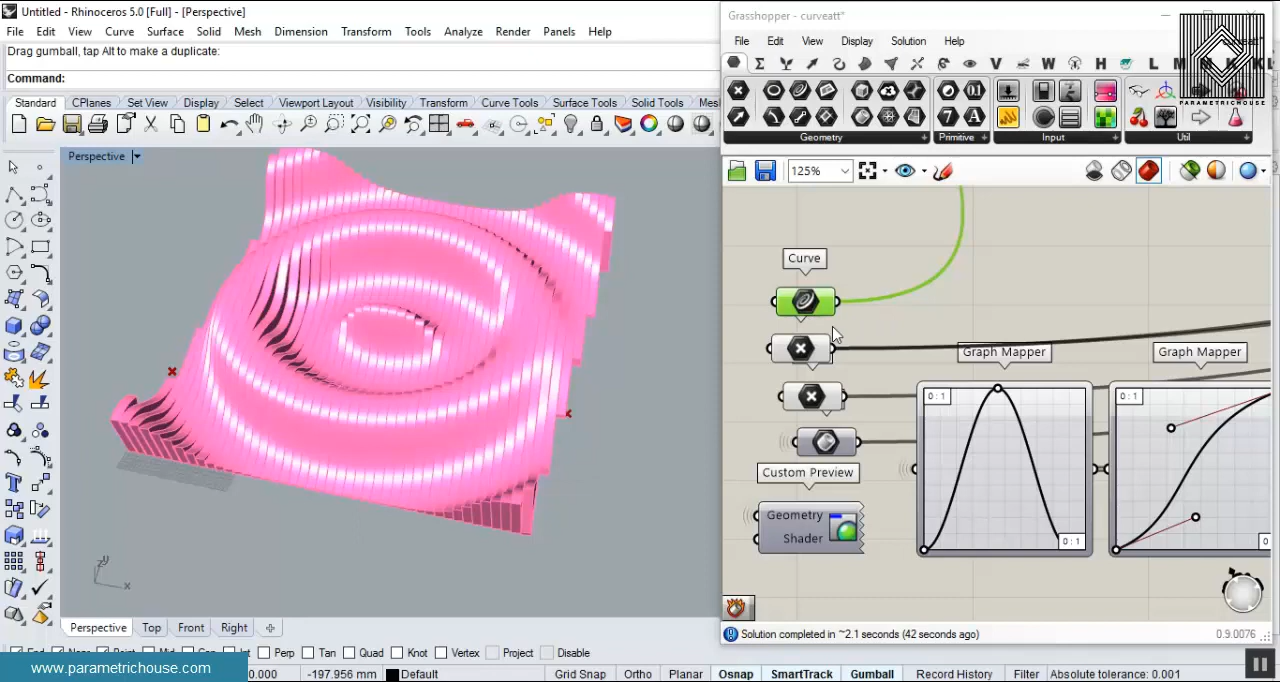 Untitled - Rhinoceros 5.0 [Full] - [Perspective]
File Edit View Curve Surface Solid Mesh Dimension Transform Tools Analyze Render Panels Help
Drag gumball, tap Alt to make a duplicate:
Command:
Standard CPlanes Set View Display Select Viewport Layout Visibility Transform Curve Tools Surface Tools Solid Tools Mesh
Perspective
z y
x
Perspective Top Front Right
Perp Tan Quad Knot Vertex Project Disable
www.parametrichouse.com
0.000 -197.956 mm Default Grid Snap Ortho Planar Osnap SmartTrack Gumball Record History Filter Absolute tolerance: 0.001
Grasshopper - curveatt*
File Edit View Display Solution Help
PARAMETRICHOUSE
V W H L
Geometry Primitive Input Util
125%
Curve
Graph Mapper Graph Mapper
0 : 1 0 : 1
Custom Preview
Geometry
Shader
0 : 1
Solution completed in ~2.1 seconds (42 seconds ago) 0.9.0076